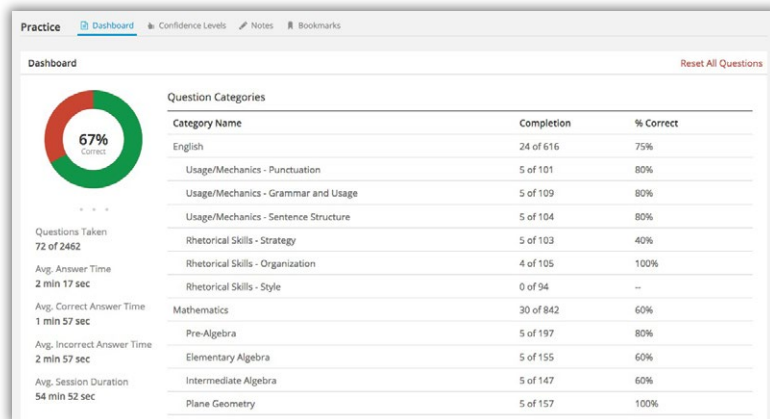 Practice Dashboard Confidence Levels Notes Bookmarks
Dashboard Reset All Questions
67%
Correct
Questions Taken
72 of 2462
Avg. Answer Time
2 min 17 sec
Avg. Correct Answer Time
1 min 57 sec
Avg. Incorrect Answer Time
2 min 57 sec
Avg. Session Duration
54 min 52 sec
Question Categories
Category Name Completion % Correct
English 24 of 616 75%
Usage/Mechanics - Punctuation 5 of 101 80%
Usage/Mechanics - Grammar and Usage 5 of 109 80%
Usage/Mechanics - Sentence Structure 5 of 104 80%
Rhetorical Skills - Strategy 5 of 103 40%
Rhetorical Skills - Organization 4 of 105 100%
Rhetorical Skills - Style 0 of 94 --
Mathematics 30 of 842 60%
Pre-Algebra 5 of 197 80%
Elementary Algebra 5 of 155 60%
Intermediate Algebra 5 of 147 60%
Plane Geometry 5 of 157 100%